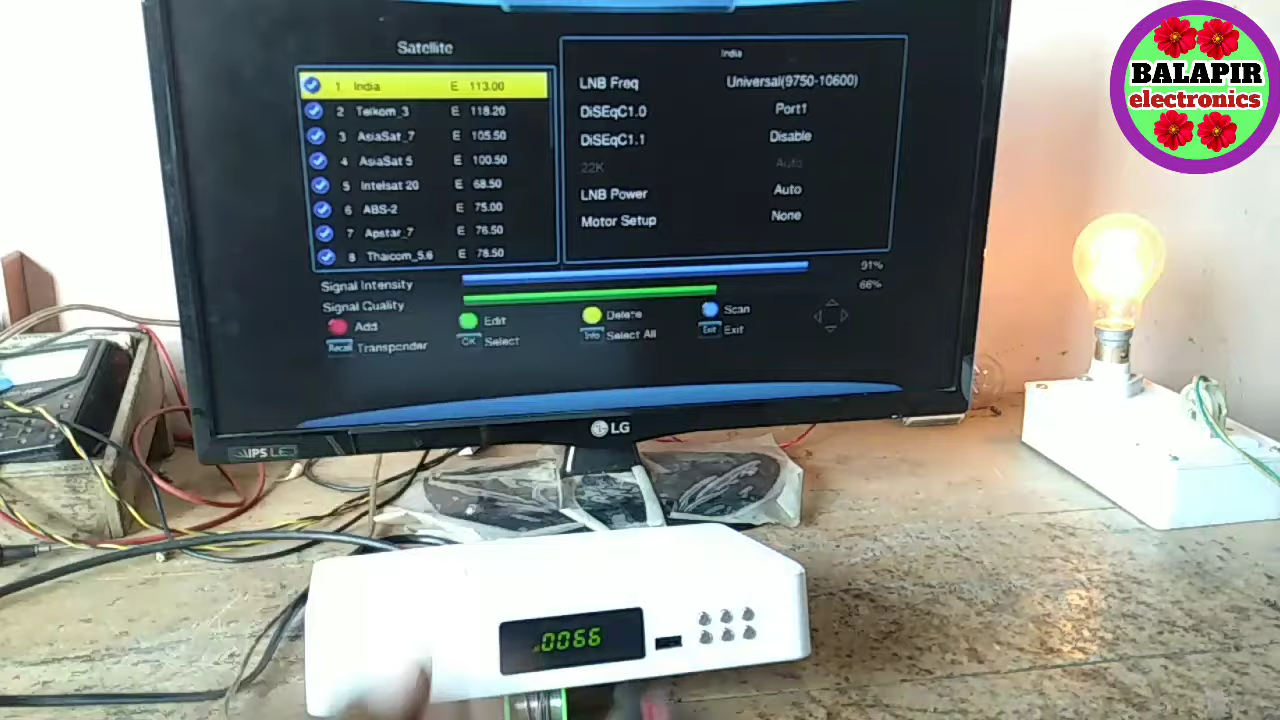 Satellite
1 India E 113.00
2 Telkom_3 E 118.20
3 AsiaSat_7 E 105.50
4 AsiaSat 5 E 100.50
5 Intelsat 20 E 68.50
6 ABS-2 E 75.00
7 Apstar_7 E 76.50
8 Thaicom_5.6 E 78.50
India
LNB Freq Universal(9750-10600)
DiSEqC1.0 Port1
DiSEqC1.1 Disable
22K Auto
LNB Power Auto
Motor Setup None
Signal Intensity 91%
Signal Quality 66%
Add Edit Delete Scan
Recall Transponder OK Select Info Select All Exit Exit
LG
IPS LED
.0066
BALAPIR
electronics